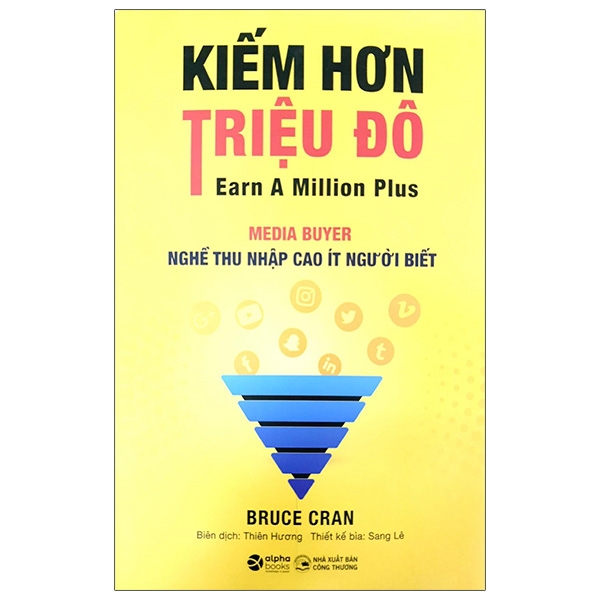 KIẾM HƠN
TRIỆU ĐÔ
Earn A Million Plus
MEDIA BUYER
NGHỀ THU NHẬP CAO ÍT NGƯỜI BIẾT
BRUCE CRAN
Biên dịch: Thiên Hương Thiết kế bìa: Sang Lê
alpha books
NHÀ XUẤT BẢN
CÔNG THƯƠNG